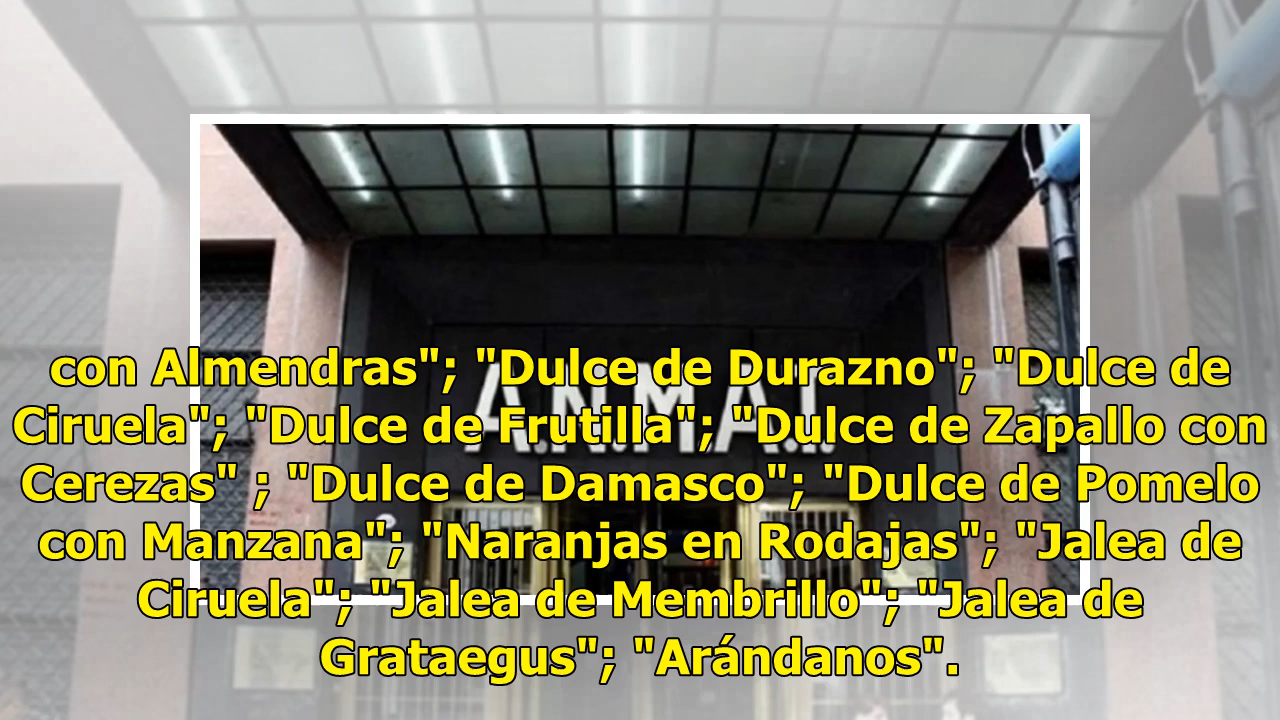 con Almendras"; "Dulce de Durazno"; "Dulce de
Ciruela"; "Dulce de Frutilla"; "Dulce de Zapallo con
Cerezas" ; "Dulce de Damasco"; "Dulce de Pomelo
con Manzana"; "Naranjas en Rodajas"; "Jalea de
Ciruela"; "Jalea de Membrillo"; "Jalea de
Grataegus"; "Arándanos".
A.N.M.A.T.